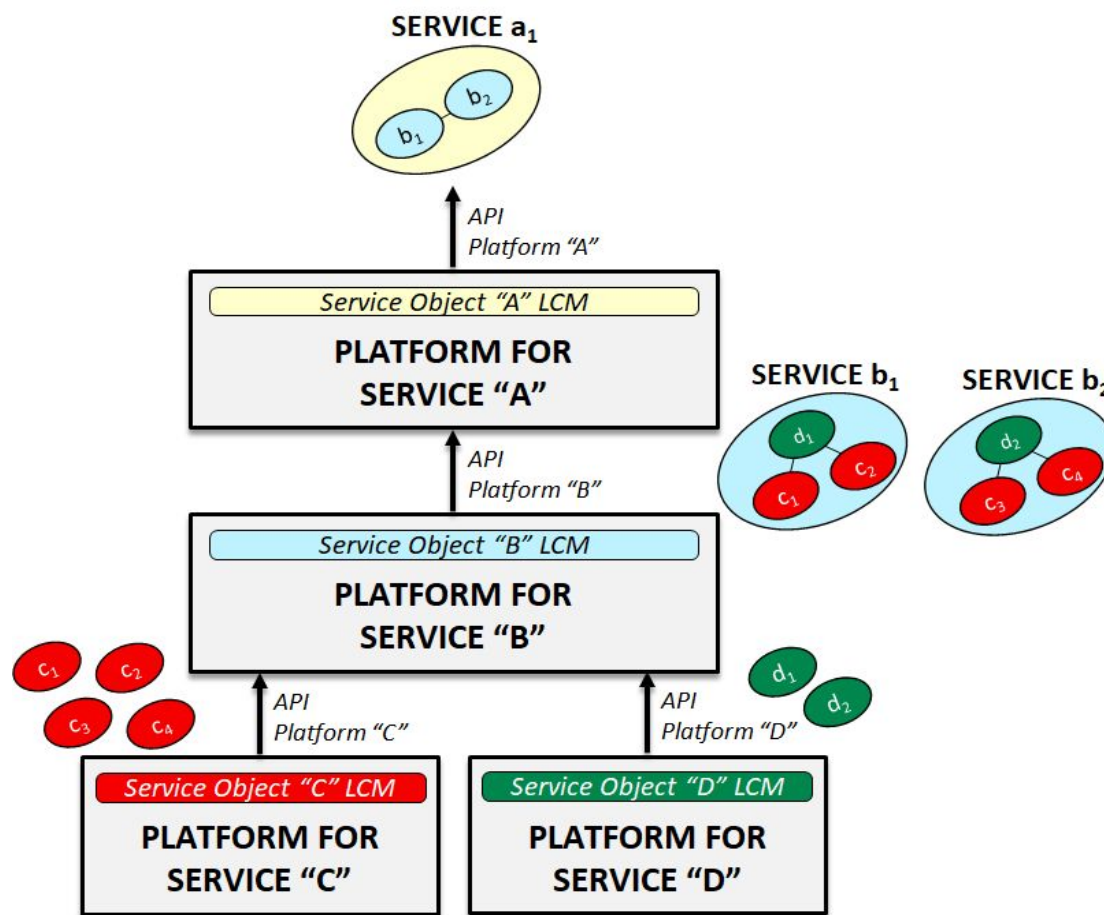 SERVICE a₁
b₂
b₁
API
Platform “A”
Service Object “A” LCM
PLATFORM FOR
SERVICE “A”
SERVICE b₁
SERVICE b₂
d₁
c₂
c₁
d₂
c₄
c₃
API
Platform “B”
Service Object “B” LCM
PLATFORM FOR
SERVICE “B”
c₁
c₂
c₃
c₄
API
Platform “C”
API
Platform “D”
d₁
d₂
Service Object “C” LCM
PLATFORM FOR
SERVICE “C”
Service Object “D” LCM
PLATFORM FOR
SERVICE “D”